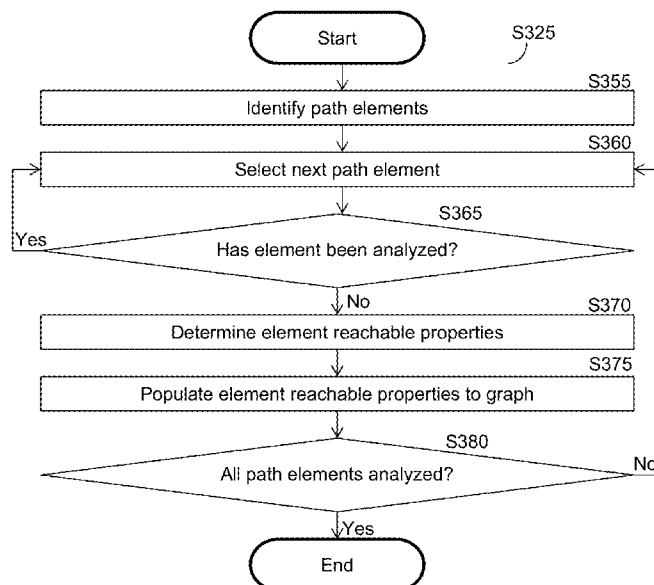 Start
S325
S355
Identify path elements
S360
Select next path element
S365
Yes
Has element been analyzed?
No
S370
Determine element reachable properties
S375
Populate element reachable properties to graph
S380
All path elements analyzed?
No
Yes
End